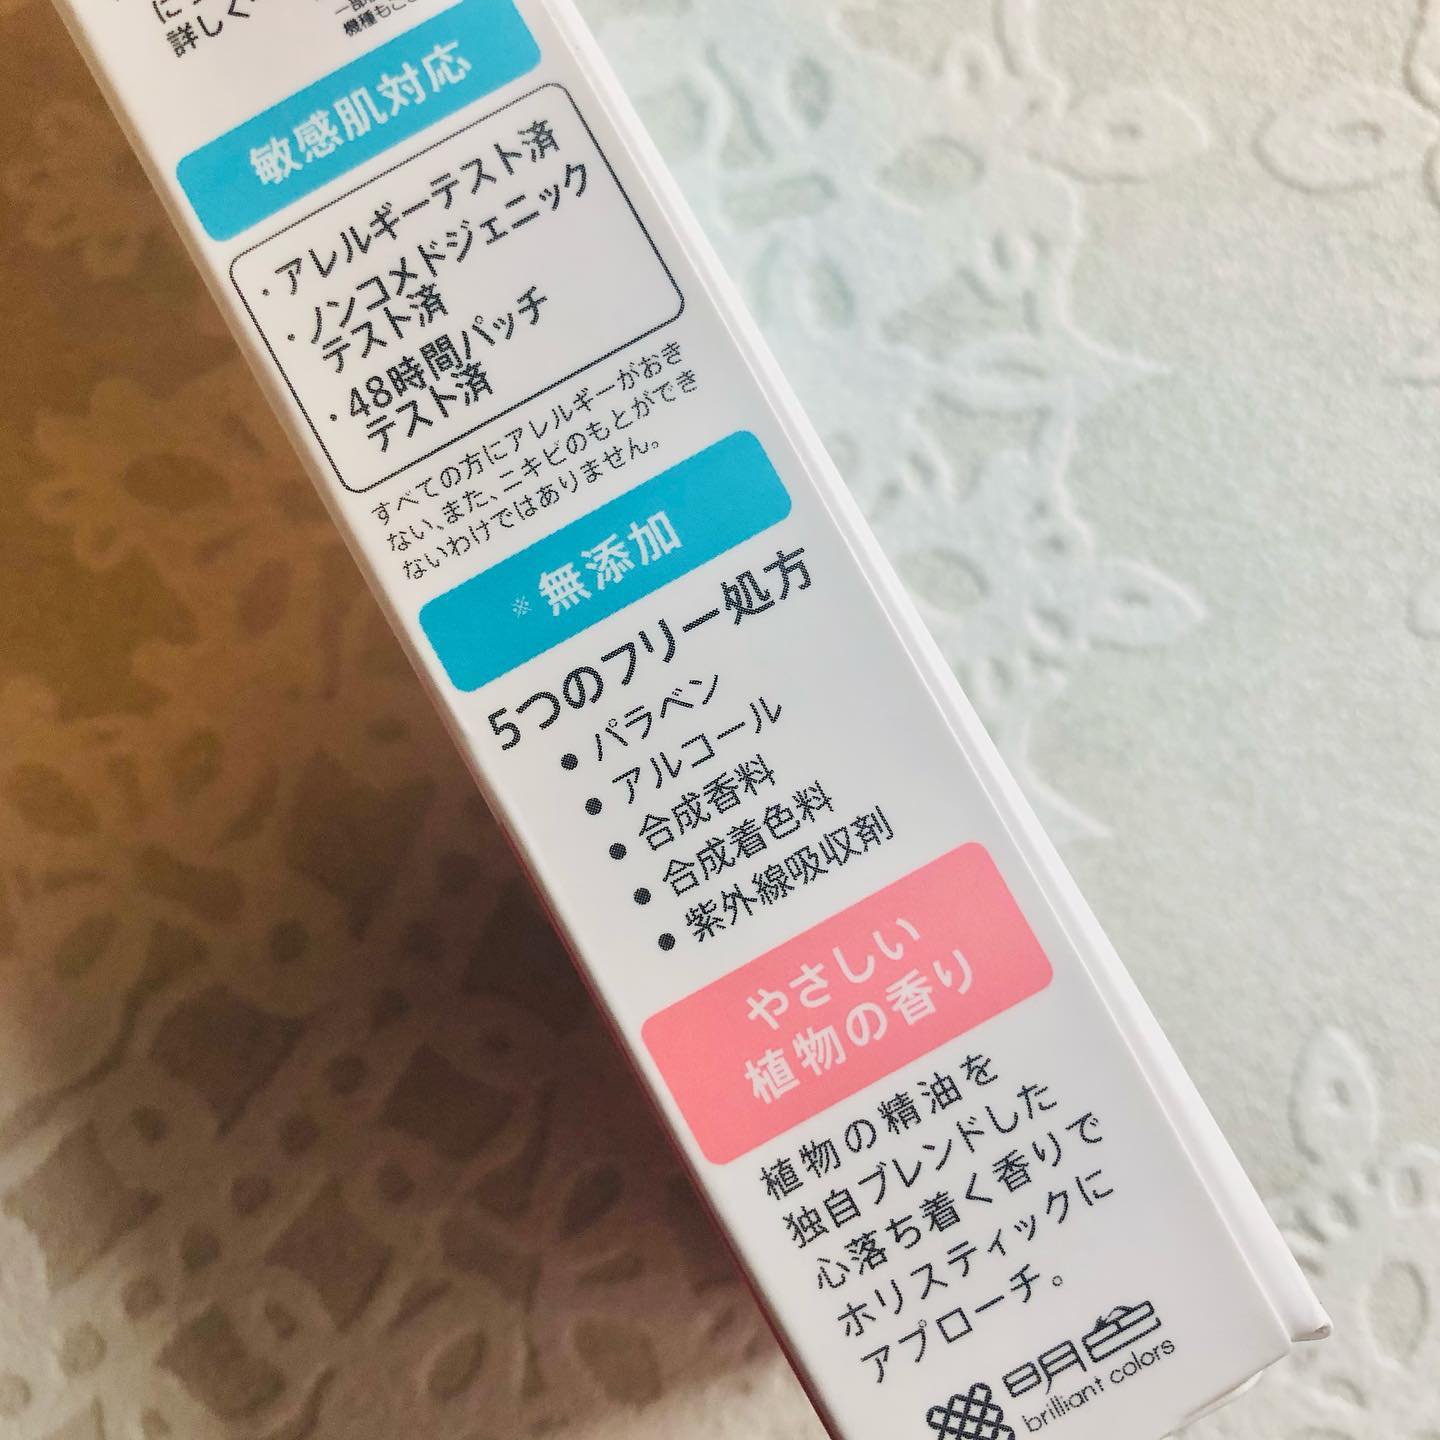 詳しく
敏感肌対応
・アレルギーテスト済
・ノンコメドジェニック
テスト済
・48時間パッチ
テスト済
すべての方にアレルギーがおき
ない、また、ニキビのもとができ
ないわけではありません。
※無添加
5つのフリー処方
●パラベン
●アルコール
●合成香料
●合成着色料
●紫外線吸収剤
やさしい
植物の香り
植物の精油を
独自ブレンドした
心落ち着く香りで
ホリスティックに
アプローチ。
明色
brilliant colors